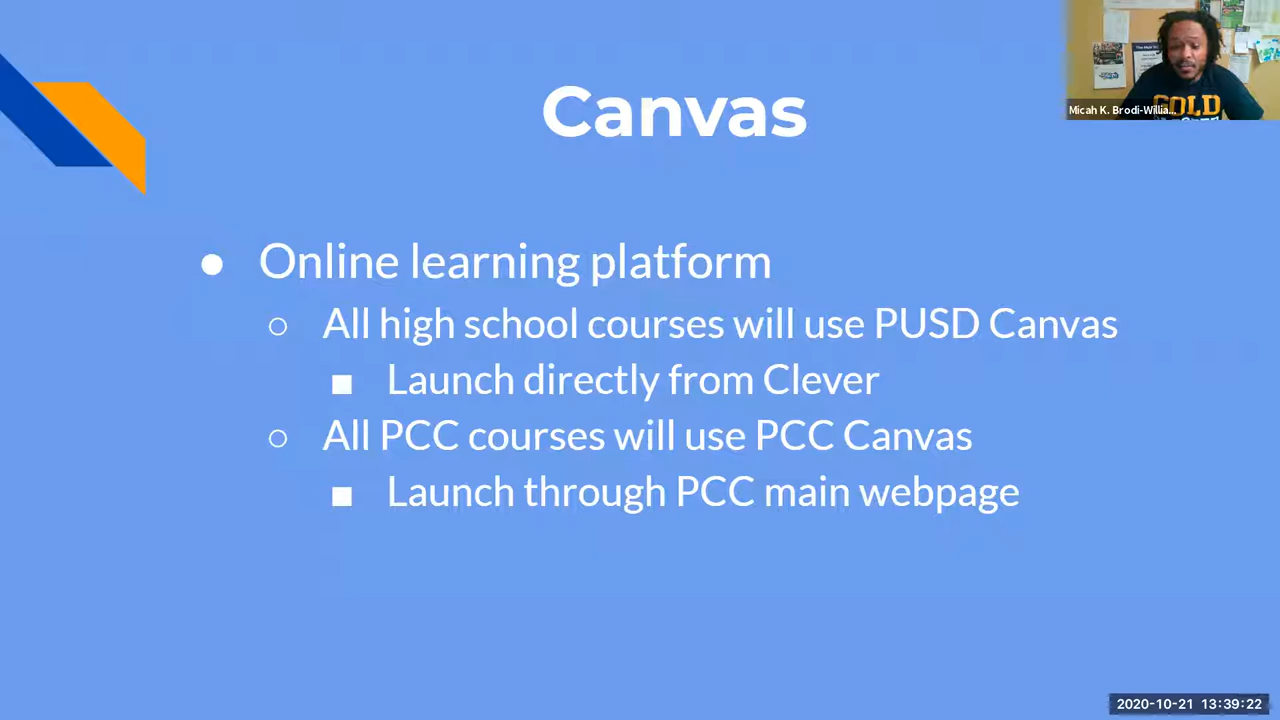 Canvas
Micah K. Brodi-Willia...
GOLD
● Online learning platform
○ All high school courses will use PUSD Canvas
■ Launch directly from Clever
○ All PCC courses will use PCC Canvas
■ Launch through PCC main webpage
2020-10-21 13:39:22